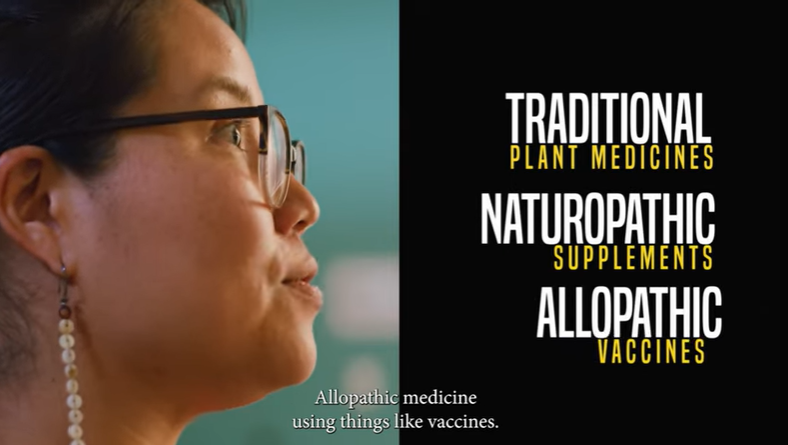 TRADITIONAL
PLANT MEDICINES
NATUROPATHIC
SUPPLEMENTS
ALLOPATHIC
VACCINES
Allopathic medicine
using things like vaccines.